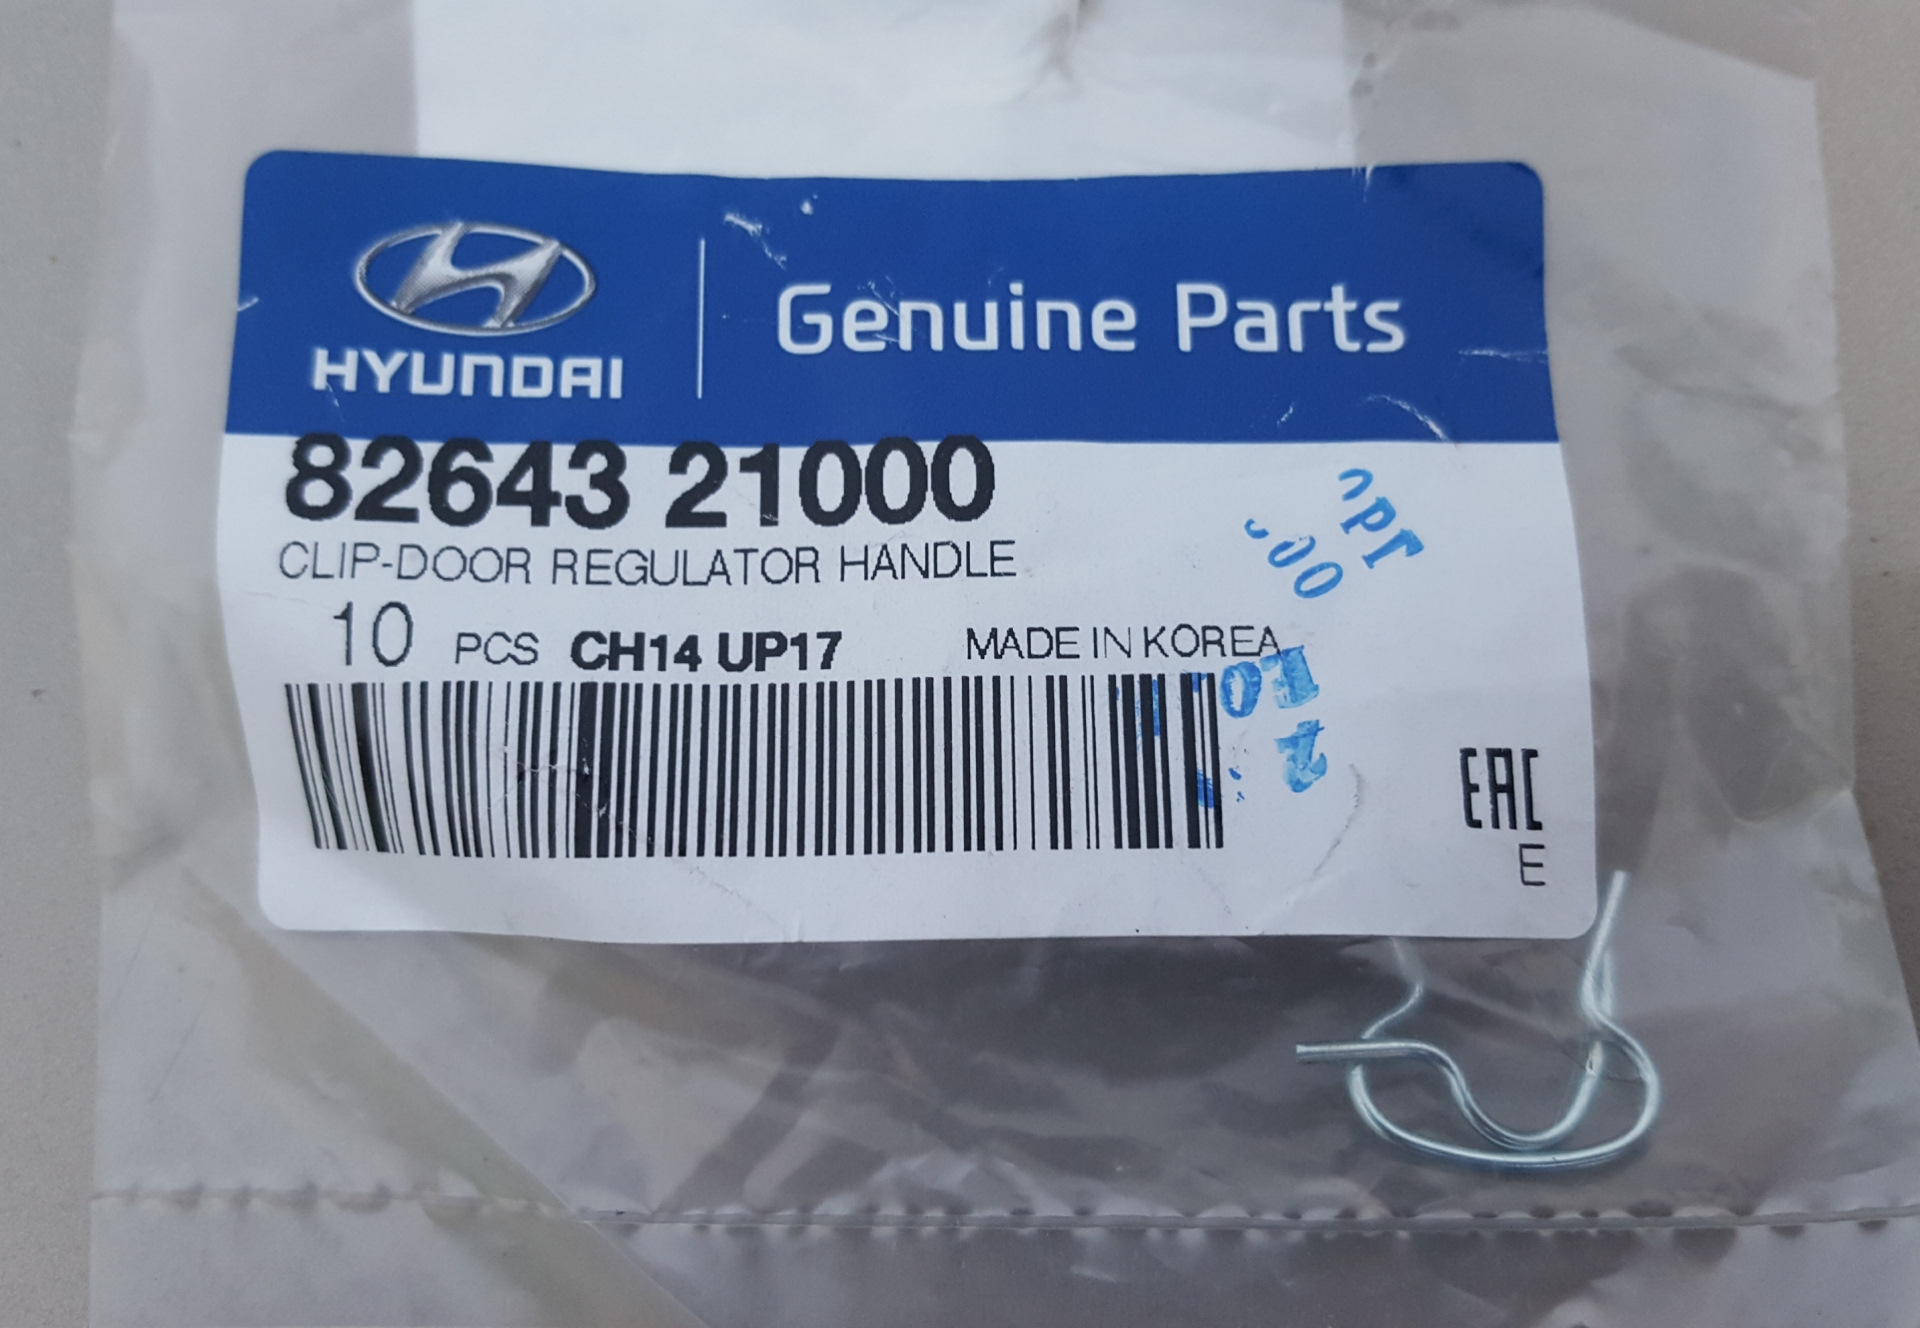 HYUNDAI
Genuine Parts
82643 21000
CLIP-DOOR REGULATOR HANDLE
10 PCS CH14 UP17 MADE IN KOREA
EAC
E